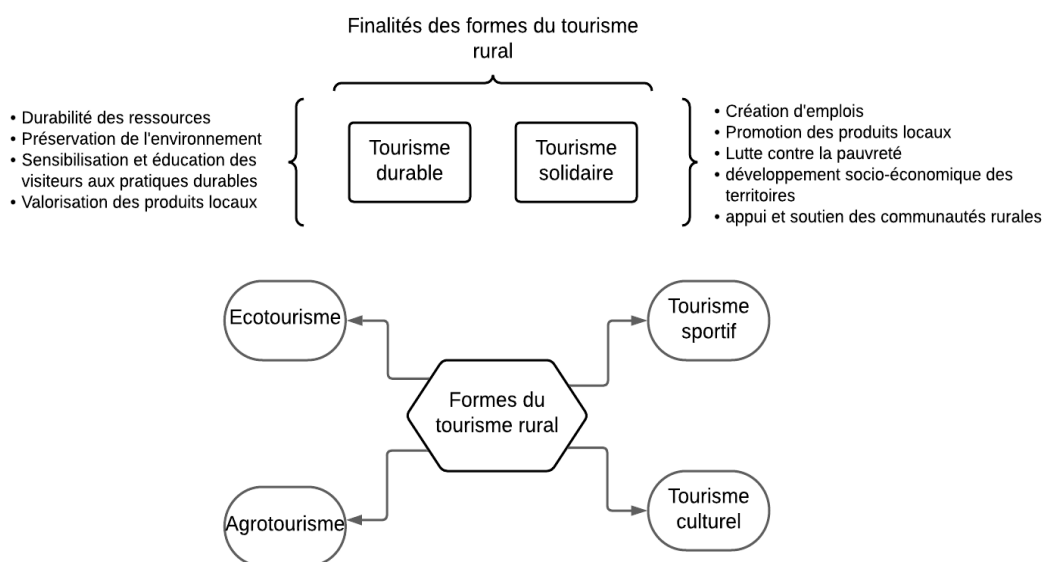 Finalités des formes du tourisme
rural
• Durabilité des ressources
• Préservation de l'environnement
• Sensibilisation et éducation des
visiteurs aux pratiques durables
• Valorisation des produits locaux
Tourisme
durable
Tourisme
solidaire
• Création d'emplois
• Promotion des produits locaux
• Lutte contre la pauvreté
• développement socio-économique des
territoires
• appui et soutien des communautés rurales
Ecotourisme
Tourisme
sportif
Formes du
tourisme rural
Agrotourisme
Tourisme
culturel